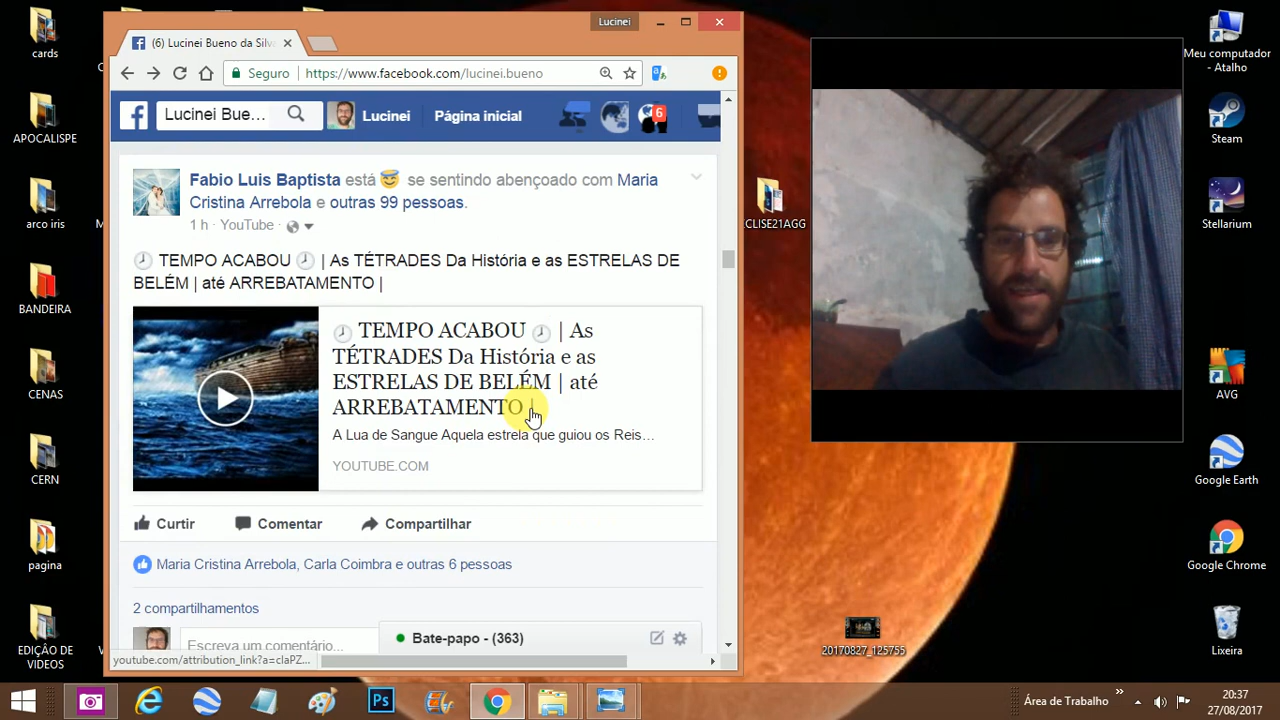 cards
APOCALISPE
arco iris
BANDEIRA
CENAS
CERN
pagina
EDIÇÃO DE
VIDEOS
Lucinei
(6) Lucinei Bueno da Silv
Seguro
https://www.facebook.com/lucinei.bueno
Lucinei Bue...
Lucinei
Página inicial
6
Fabio Luis Baptista está 😇 se sentindo abençoado com Maria
Cristina Arrebola e outras 99 pessoas.
1 h · YouTube ·
🕗 TEMPO ACABOU 🕗 | As TÉTRADES Da História e as ESTRELAS DE
BELÉM | até ARREBATAMENTO |
🕗 TEMPO ACABOU 🕗 | As
TÉTRADES Da História e as
ESTRELAS DE BELÉM | até
ARREBATAMENTO |
A Lua de Sangue Aquela estrela que guiou os Reis...
YOUTUBE.COM
Curtir
Comentar
Compartilhar
Maria Cristina Arrebola, Carla Coimbra e outras 6 pessoas
2 compartilhamentos
Escreva um comentário...
Bate-papo - (363)
youtube.com/attribution_link?a=claPZ...
CLISE21AGG
20170827_125755
Meu computador
- Atalho
Steam
Stellarium
AVG
Google Earth
Google Chrome
Lixeira
Ps
Área de Trabalho
20:37
27/08/2017